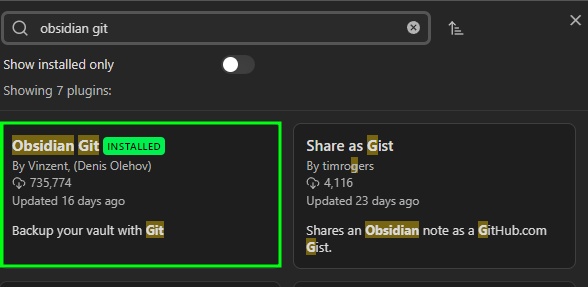 obsidian git
Show installed only
Showing 7 plugins:
Obsidian Git INSTALLED
By Vinzent, (Denis Olehov)
735,774
Updated 16 days ago
Backup your vault with Git
Share as Gist
By timrogers
4,116
Updated 23 days ago
Shares an Obsidian note as a GitHub.com
Gist.